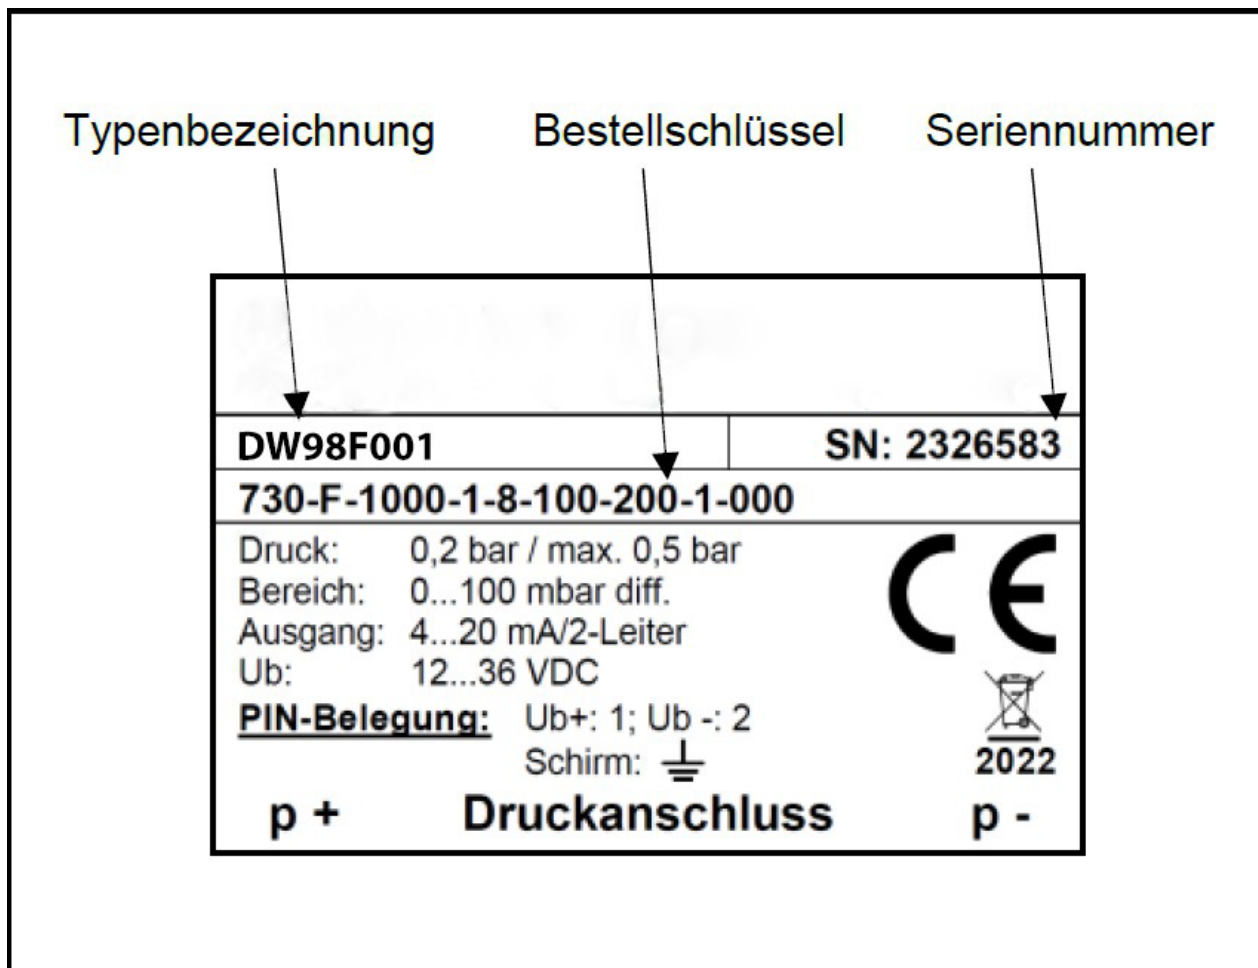 Typenbezeichnung Bestellschlüssel Seriennummer
DW98F001 SN: 2326583
730-F-1000-1-8-100-200-1-000
Druck: 0,2 bar / max. 0,5 bar
Bereich: 0...100 mbar diff.
Ausgang: 4...20 mA/2-Leiter
Ub: 12...36 VDC
PIN-Belegung: Ub+: 1; Ub -: 2
Schirm:
CE
2022
p + Druckanschluss p -